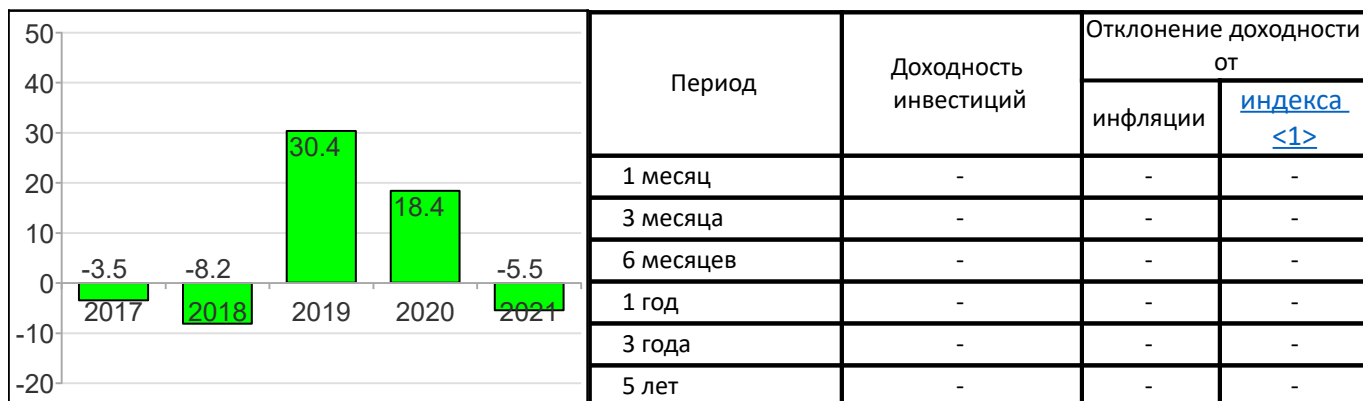 50
40
30
20
10
0
-10
-20
-3.5
-8.2
30.4
18.4
-5.5
2017
2018
2019
2020
2021
Период
Доходность
инвестиций
Отклонение доходности
от
инфляции
индекса
<1>
1 месяц - - -
3 месяца - - -
6 месяцев - - -
1 год - - -
3 года - - -
5 лет - - -